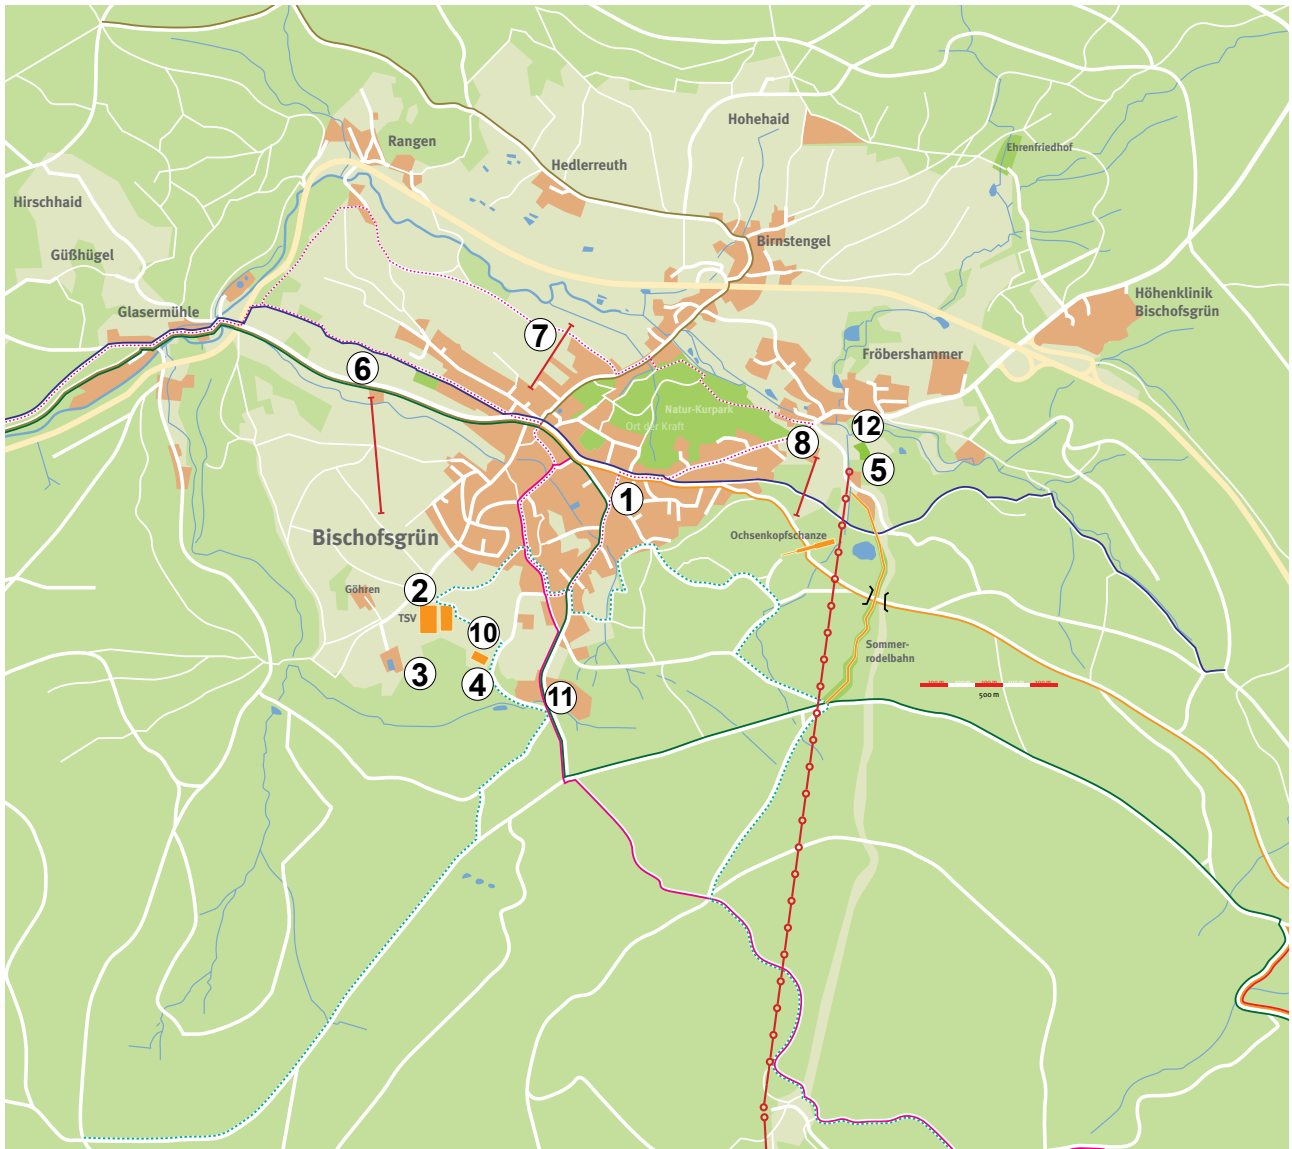 Hohehaid
Rangen
Ehrenfriedhof
Hedlerreuth
Hirschhaid
Birnstengel
Güßhügel
Höhenklinik
Bischofsgrün
Glasermühle
7
Fröbershammer
6
Natur-Kurpark
Ort der Kraft
12
8
5
1
Bischofsgrün
Ochsenkopfschanze
Göhren
2
TSV
10
Sommer-
rodelbahn
3
4
11
500 m